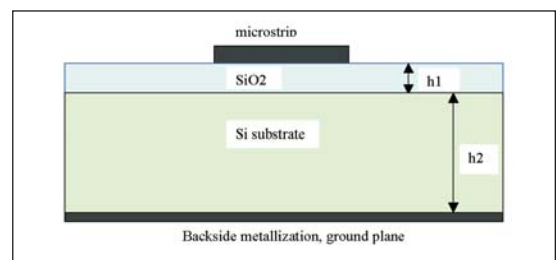 microstrip
SiO2
h1
Si substrate
h2
Backside metallization, ground plane